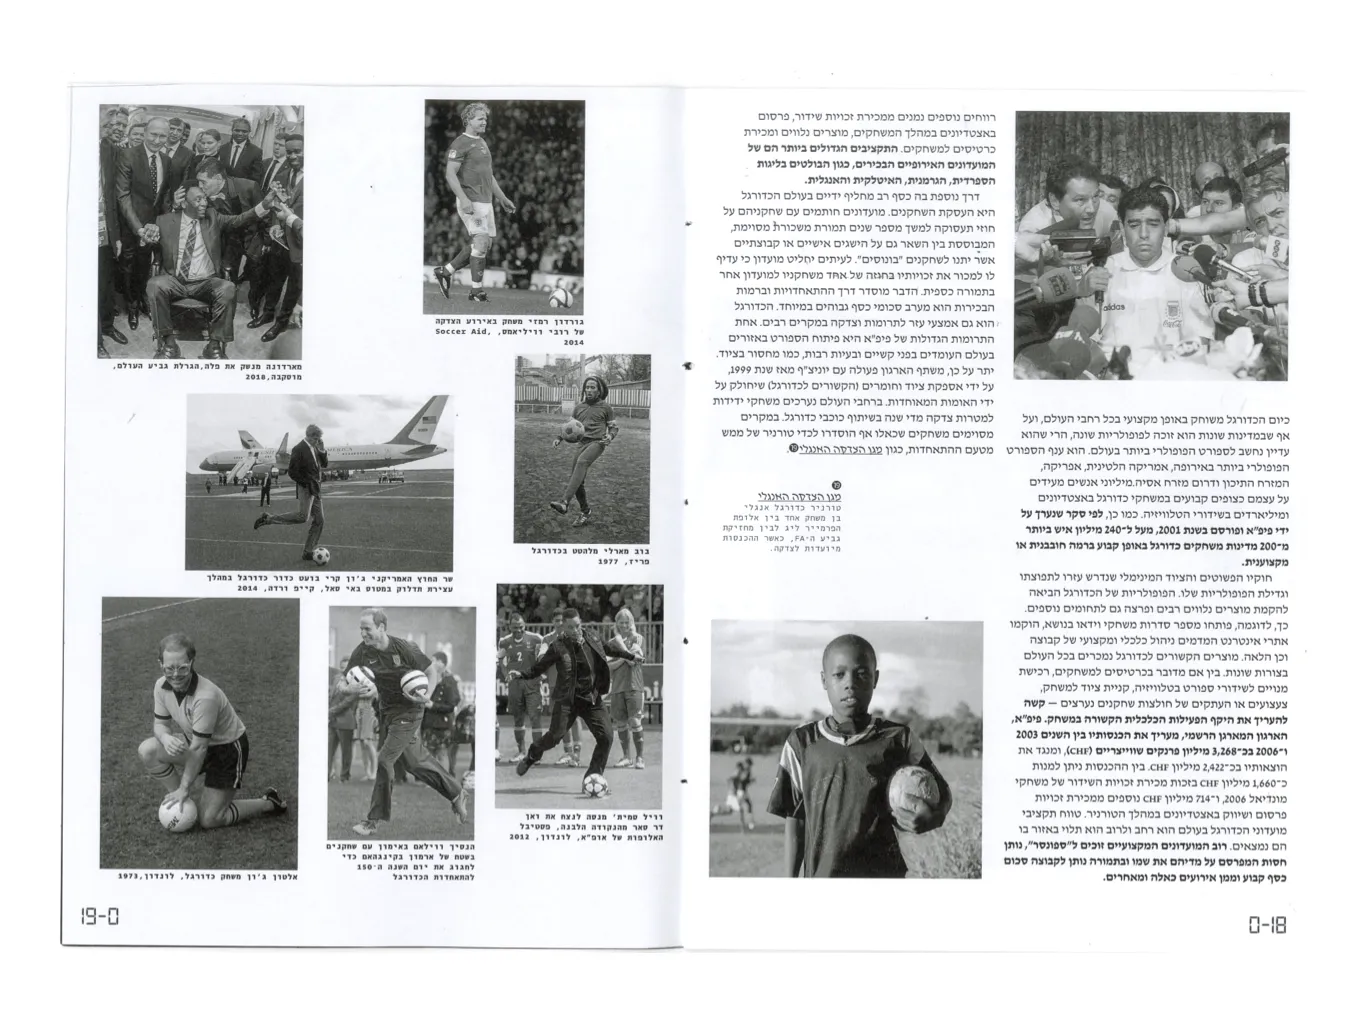 כיום הכדורגל משוחק באופן מקצועי בכל רחבי העולם, ועל
אף שבמדינות שונות הוא זוכה לפופולריות שונה, הרי שהוא
עדיין נחשב לספורט הפופולרי ביותר בעולם. הוא ענף הספורט
הפופולרי ביותר באירופה, אמריקה הלטינית, אפריקה,
המזרח התיכון ודרום מזרח אסיה.מיליוני אנשים מעידים
על עצמם כצופים קבועים במשחקי כדורגל באצטדיונים
ומיליארדים בשידורי הטלוויזיה. כמו כן, לפי סקר שנערך על
ידי פיפ"א ופורסם בשנת 2001, מעל ל־240 מיליון איש ביותר
מ־200 מדינות משחקים כדורגל באופן קבוע ברמה חובבנית או
מקצוענית.
חוקיו הפשוטים והציוד המינימלי שנדרש עזרו לתפוצתו
וגדילת הפופולריות שלו. הפופולריות של הכדורגל הביאה
להקמת מוצרים נלווים רבים ופרצה גם לתחומים נוספים.
כך, לדוגמה, פותחו מספר סדרות משחקי וידאו בנושא, הוקמו
אתרי אינטרנט המדמים ניהול כלכלי ומקצועי של קבוצה
וכן הלאה. מוצרים הקשורים לכדורגל נמכרים בכל העולם
בצורות שונות. בין אם מדובר בכרטיסים למשחקים, רכישת
מנויים לשידורי ספורט בטלוויזיה, קניית ציוד למשחק,
צעצועים או העתקים של חולצות שחקנים נערצים — קשה
להעריך את היקף הפעילות הכלכלית הקשורה במשחק. פיפ"א,
הארגון המארגן הרשמי, מעריך את הכנסותיו בין השנים 2003
ו־2006 בכ־3,268 מיליון פרנקים שווייצריים (CHF), ומנגד את
הוצאותיו בכ־2,422 מיליון CHF. בין ההכנסות ניתן למנות
כ־1,660 מיליון CHF בזכות מכירת זכויות השידור של משחקי
מונדיאל 2006, ו־714 מיליון CHF נוספים ממכירת זכויות
פרסום ושיווק באצטדיונים במהלך הטורניר. טווח תקציבי
מועדוני הכדורגל בעולם הוא רחב ולרוב הוא תלוי באזור בו
הם נמצאים. רוב המועדונים המקצועיים זוכים ל"ספונסר", נותן
חסות המפרסם על מדיהם את שמו ובתמורה נותן לקבוצה סכום
כסף קבוע ומממן אירועים כאלה ומאחרים.
רווחים נוספים נמנים ממכירת זכויות שידור, פרסום
באצטדיונים במהלך המשחקים, מוצרים נלווים ומכירת
כרטיסים למשחקים. התקציבים הגדולים ביותר הם של
המועדונים האירופיים הבכירים, כגון הבולטים בליגות
הספרדית, הגרמנית, האיטלקית והאנגלית.
דרך נוספת בה כסף רב מחליף ידיים בעולם הכדורגל
היא העסקת השחקנים. מועדונים חותמים עם שחקניהם על
חוזי תעסוקה למשך מספר שנים תמורת משכורת מסוימת,
המבוססת בין השאר גם על הישגים אישיים או קבוצתיים
אשר יתנו לשחקנים "בונוסים". לעיתים יחליט מועדון כי עדיף
לו למכור את זכויותיו בחוזה של אחד משחקניו למועדון אחר
בתמורה כספית. הדבר מוסדר דרך ההתאחדויות וברמות
הבכירות הוא מערב סכומי כסף גבוהים במיוחד. הכדורגל
הוא גם אמצעי עזר לתרומות וצדקה במקרים רבים. אחת
התרומות הגדולות של פיפ"א היא פיתוח הספורט באזורים
בעולם העומדים בפני קשיים ובעיות רבות, כמו מחסור בציוד.
יתר על כן, משתף הארגון פעולה עם יוניצ"ף מאז שנת 1999,
על ידי אספקת ציוד וחומרים (הקשורים לכדורגל) שיחולק על
ידי האומות המאוחדות. ברחבי העולם נערכים משחקי ידידות
למטרות צדקה מדי שנה בשיתוף כוכבי כדורגל. במקרים
מסוימים משחקים שכאלו אף הוסדרו לכדי טורניר של ממש
מטעם ההתאחדות, כגון מגן הצדקה האנגלי.
מגן הצדקה האנגלי
טורניר כדורגל אנגלי
בן משחק אחד בין אלופת
הפרמייר ליג לבין מחזיקת
גביע ה-FA, כאשר ההכנסות
מיועדות לצדקה.
adidas
0-18
גורדון רמזי משחק באירוע הצדקה
של רובי וויליאמס, Soccer Aid,
2014
מארדונה מנשק את פלה,הגרלת גביע העולם,
מוסקבה,2018
בוב מארלי מלהטט בכדורגל
פריז, 1977
שר החוץ האמריקני ג'ון קרי בועט כדור כדורגל במהלך
עצירת תדלוק במטוס באי סאל, קייפ ורדה, 2014
וויל סמית' מנסה לנצח את ואן
דר סאר מהנקודה הלבנה, פסטיבל
האלופות של אופ"א, לונדון, 2012
הנסיך וויליאם באימון עם שחקנים
בשטח של ארמון בקינגהאם כדי
לחגוג את יום השנה ה-150
להתאחדות הכדורגל
אלטון ג'ון משחק כדורגל, לונדון,1973
19-0